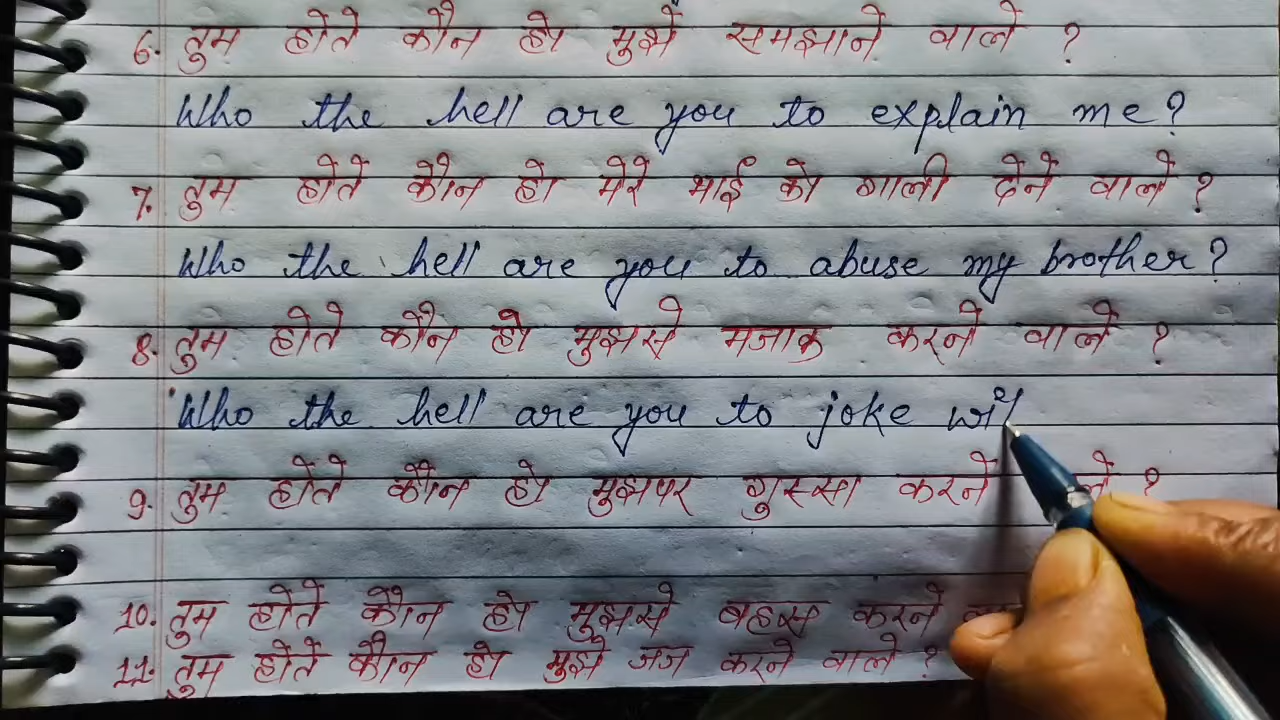 6. तुम होते कौन हो मुझे समझाने वाले ?
Who the hell are you to explain me?
7. तुम होते कौन हो मेरे भाई को गाली देने वाले ?
Who the hell are you to abuse my brother?
8. तुम होते कौन हो मुझसे मजाक करने वाले ?
Who the hell are you to joke
9. तुम होते कौन हो मुझपर गुस्सा करने ?
10. तुम होते कौन हो मुझसे बहस करने
11. तुम होते कौन हो मुझे जज करने वाले ?